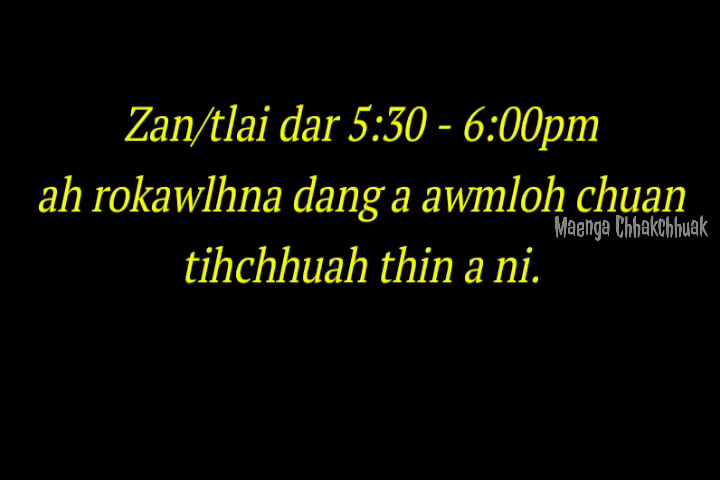 Zan/tlai dar 5:30 - 6:00pm
ah rokawlhna dang a awmloh chuan
Maenga Chhakchhuak
tihchhuah thin a ni.